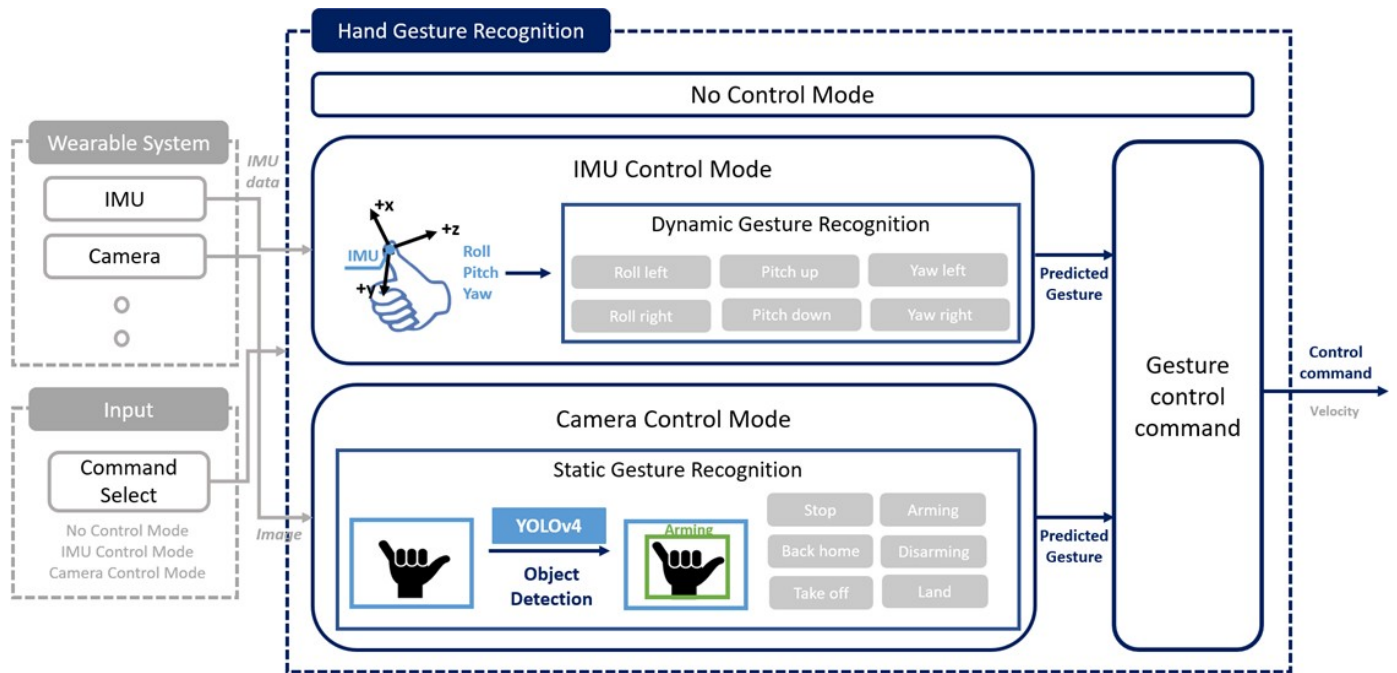 Hand Gesture Recognition
No Control Mode
Wearable System
IMU
Camera
IMU
data
Input
Command
Select
No Control Mode
IMU Control Mode
Camera Control Mode
Image
IMU Control Mode
+x
+z
IMU
+y
Roll
Pitch
Yaw
Dynamic Gesture Recognition
Roll left
Pitch up
Yaw left
Roll right
Pitch down
Yaw right
Predicted
Gesture
Camera Control Mode
Static Gesture Recognition
YOLOv4
Object
Detection
Arming
Stop
Arming
Back home
Disarming
Take off
Land
Predicted
Gesture
Gesture
control
command
Control
command
Velocity